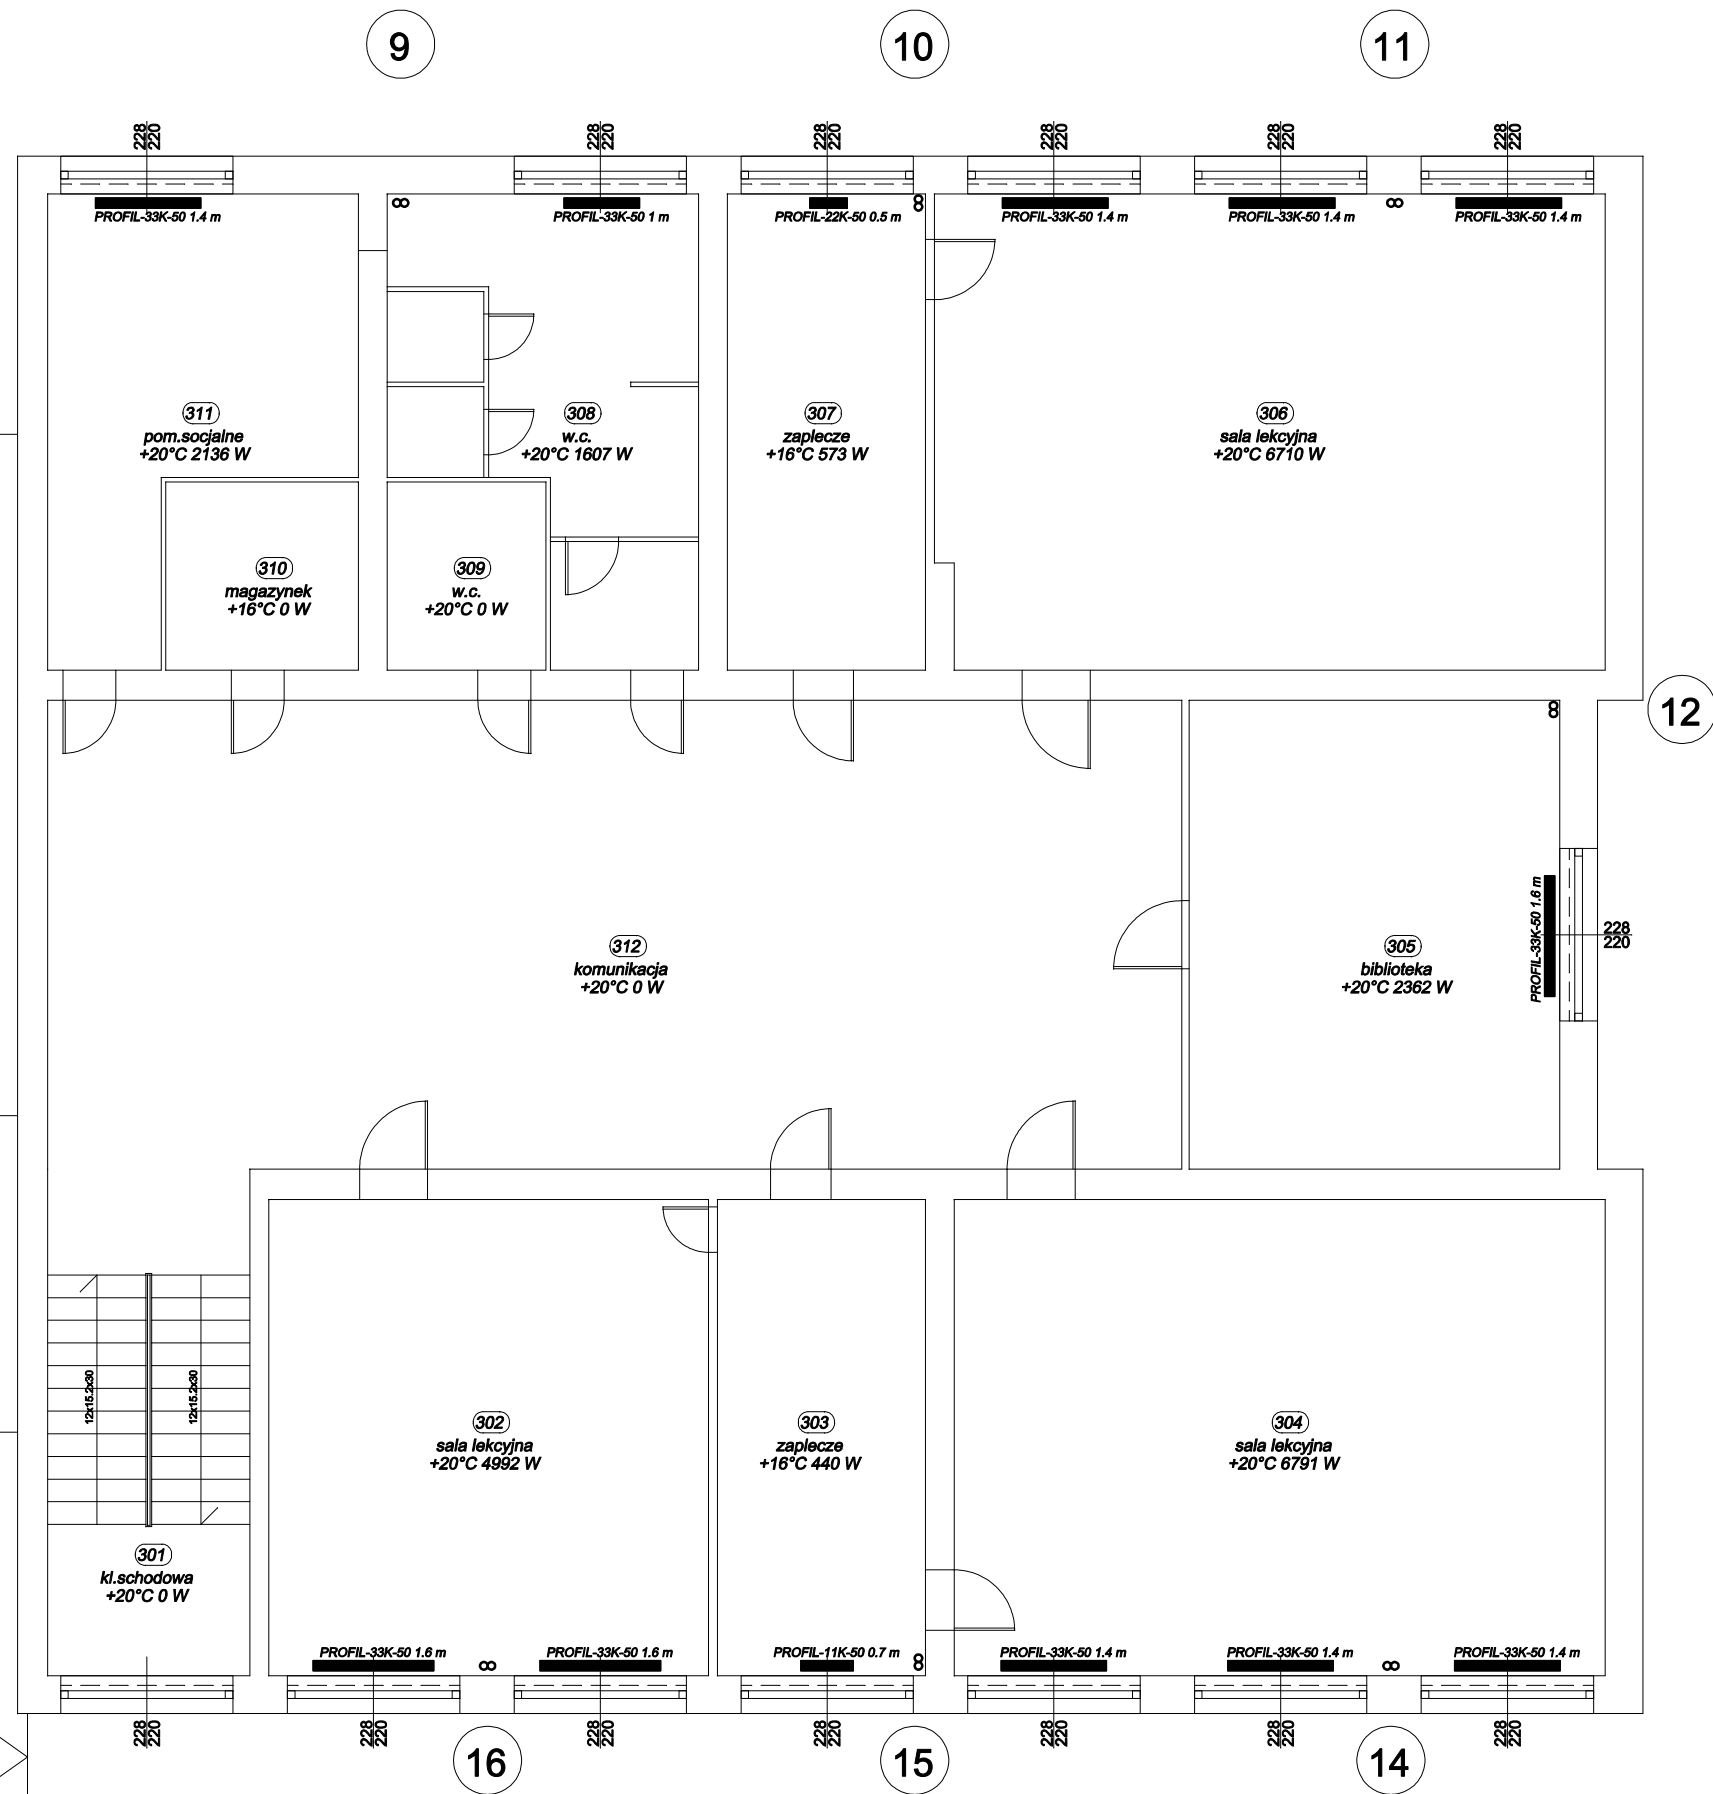 9
10
11
228
220
228
220
228
220
228
220
228
220
228
220
PROFIL-33K-50 1.4 m
PROFIL-33K-50 1 m
PROFIL-22K-50 0.5 m
PROFIL-33K-50 1.4 m
PROFIL-33K-50 1.4 m
PROFIL-33K-50 1.4 m
311
pom.socjalne
+20°C 2136 W
308
w.c.
+20°C 1607 W
307
zaplecze
+16°C 573 W
306
sala lekcyjna
+20°C 6710 W
310
magazynek
+16°C 0 W
309
w.c.
+20°C 0 W
12
312
komunikacja
+20°C 0 W
305
biblioteka
+20°C 2362 W
PROFIL-33K-50 1.6 m
228
220
12x15.2x30
12x15.2x30
302
sala lekcyjna
+20°C 4992 W
303
zaplecze
+16°C 440 W
304
sala lekcyjna
+20°C 6791 W
301
kl.schodowa
+20°C 0 W
PROFIL-33K-50 1.6 m
PROFIL-33K-50 1.6 m
PROFIL-11K-50 0.7 m
PROFIL-33K-50 1.4 m
PROFIL-33K-50 1.4 m
PROFIL-33K-50 1.4 m
228
220
228
220
228
220
228
220
228
220
228
220
228
220
16
15
14